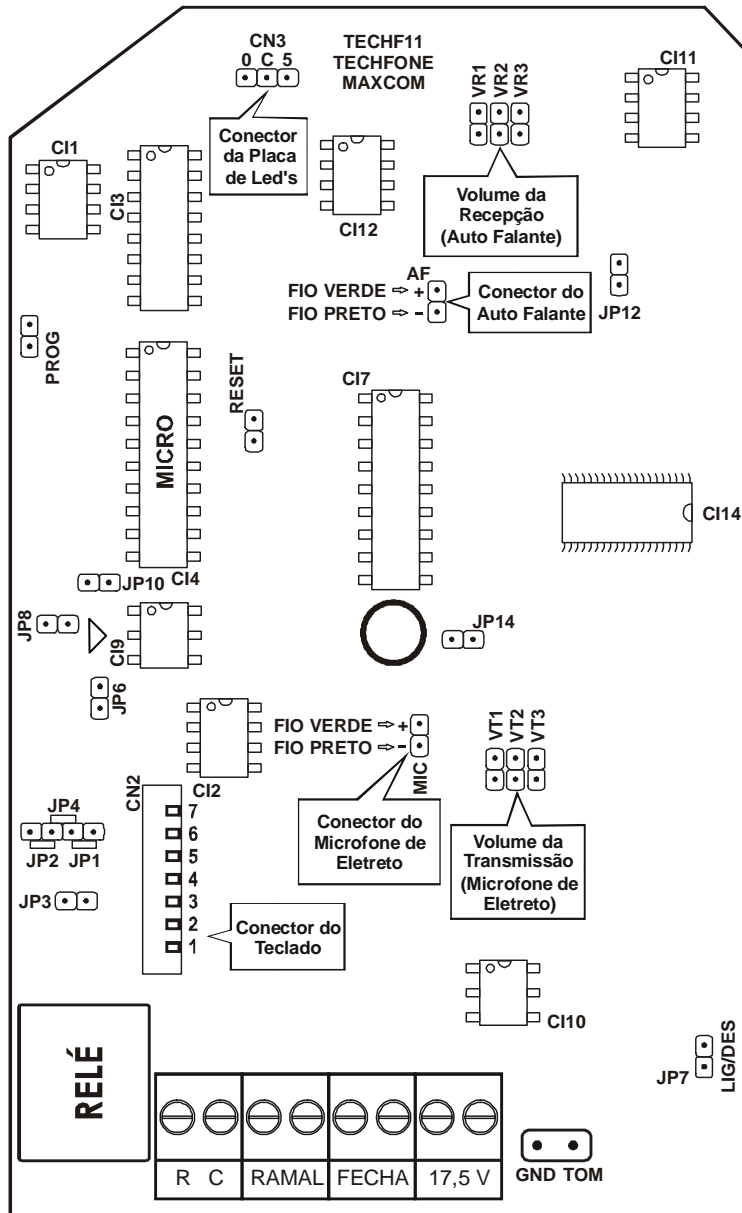 CN3
0 C 5
TECHF11
TECHFONE
MAXCOM
VR1
VR2
VR3
CI11
Conector
da Placa
de Led's
CI1
CI3
CI12
Volume da
Recepção
(Auto Falante)
AF
FIO VERDE ⇨ +
FIO PRETO ⇨ -
Conector do
Auto Falante
JP12
PROG
MICRO
RESET
CI7
CI14
JP10
CI4
JP8
CI9
JP14
JP6
FIO VERDE ⇨ +
FIO PRETO ⇨ -
MIC
VT1
VT2
VT3
CN2
CI2
7
6
5
4
3
2
1
JP4
JP2
JP1
JP3
Conector do
Microfone de
Eletreto
Volume da
Transmissão
(Microfone de
Eletreto)
Conector do
Teclado
CI10
RELÉ
JP7
LIG/DES
R C
RAMAL
FECHA
17,5 V
GND TOM